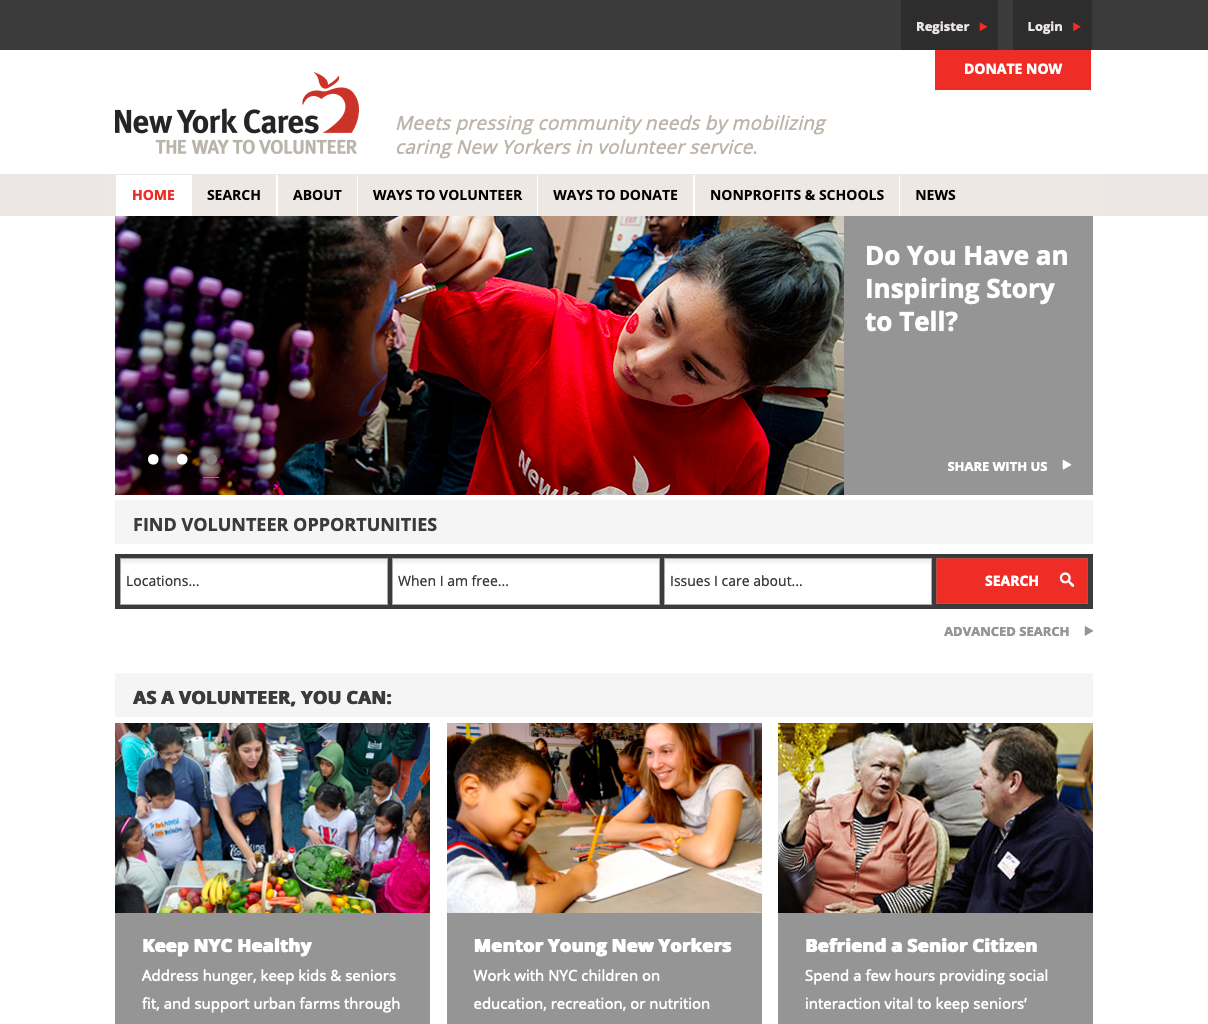 Register
Login
DONATE NOW
New York Cares
THE WAY TO VOLUNTEER
Meets pressing community needs by mobilizing
caring New Yorkers in volunteer service.
HOME
SEARCH
ABOUT
WAYS TO VOLUNTEER
WAYS TO DONATE
NONPROFITS & SCHOOLS
NEWS
EXIT
New Y
Do You Have an
Inspiring Story
to Tell?
SHARE WITH US
FIND VOLUNTEER OPPORTUNITIES
Locations...
When I am free...
Issues I care about...
SEARCH
ADVANCED SEARCH
AS A VOLUNTEER, YOU CAN:
Keep NYC Healthy
Address hunger, keep kids & seniors
fit, and support urban farms through
Mentor Young New Yorkers
Work with NYC children on
education, recreation, or nutrition
Befriend a Senior Citizen
Spend a few hours providing social
interaction vital to keep seniors’